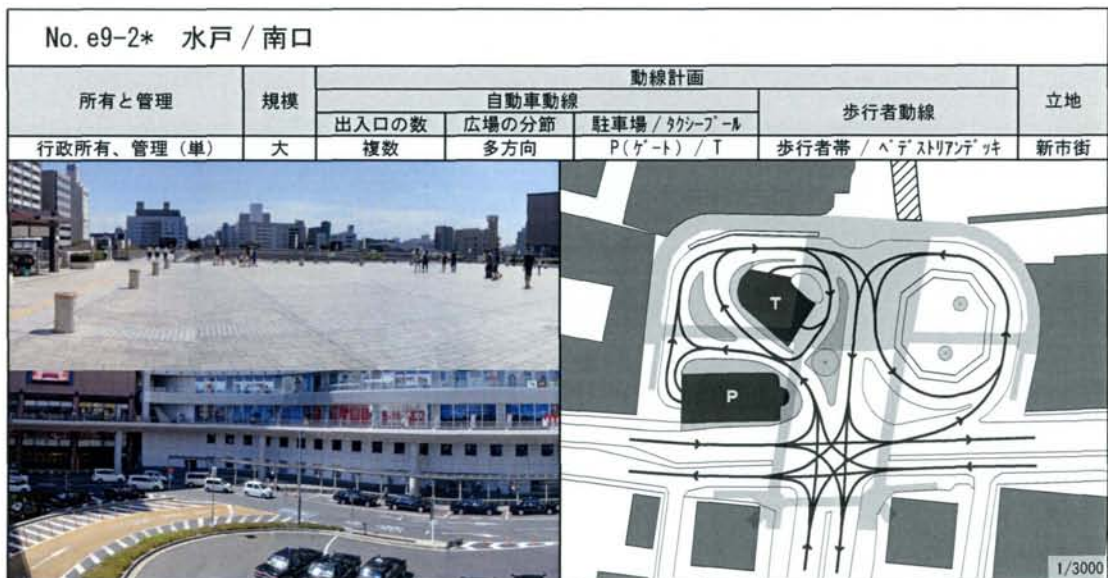 No. e9-2* 水戸 / 南口
所有と管理 規模 動線計画 立地
自動車動線 歩行者動線
出入口の数 広場の分節 駐車場 / タクシープール
行政所有、管理（単） 大 複数 多方向 P(ゲート) / T 歩行者帯 / ペデストリアンデッキ 新市街
T
P
1/3000